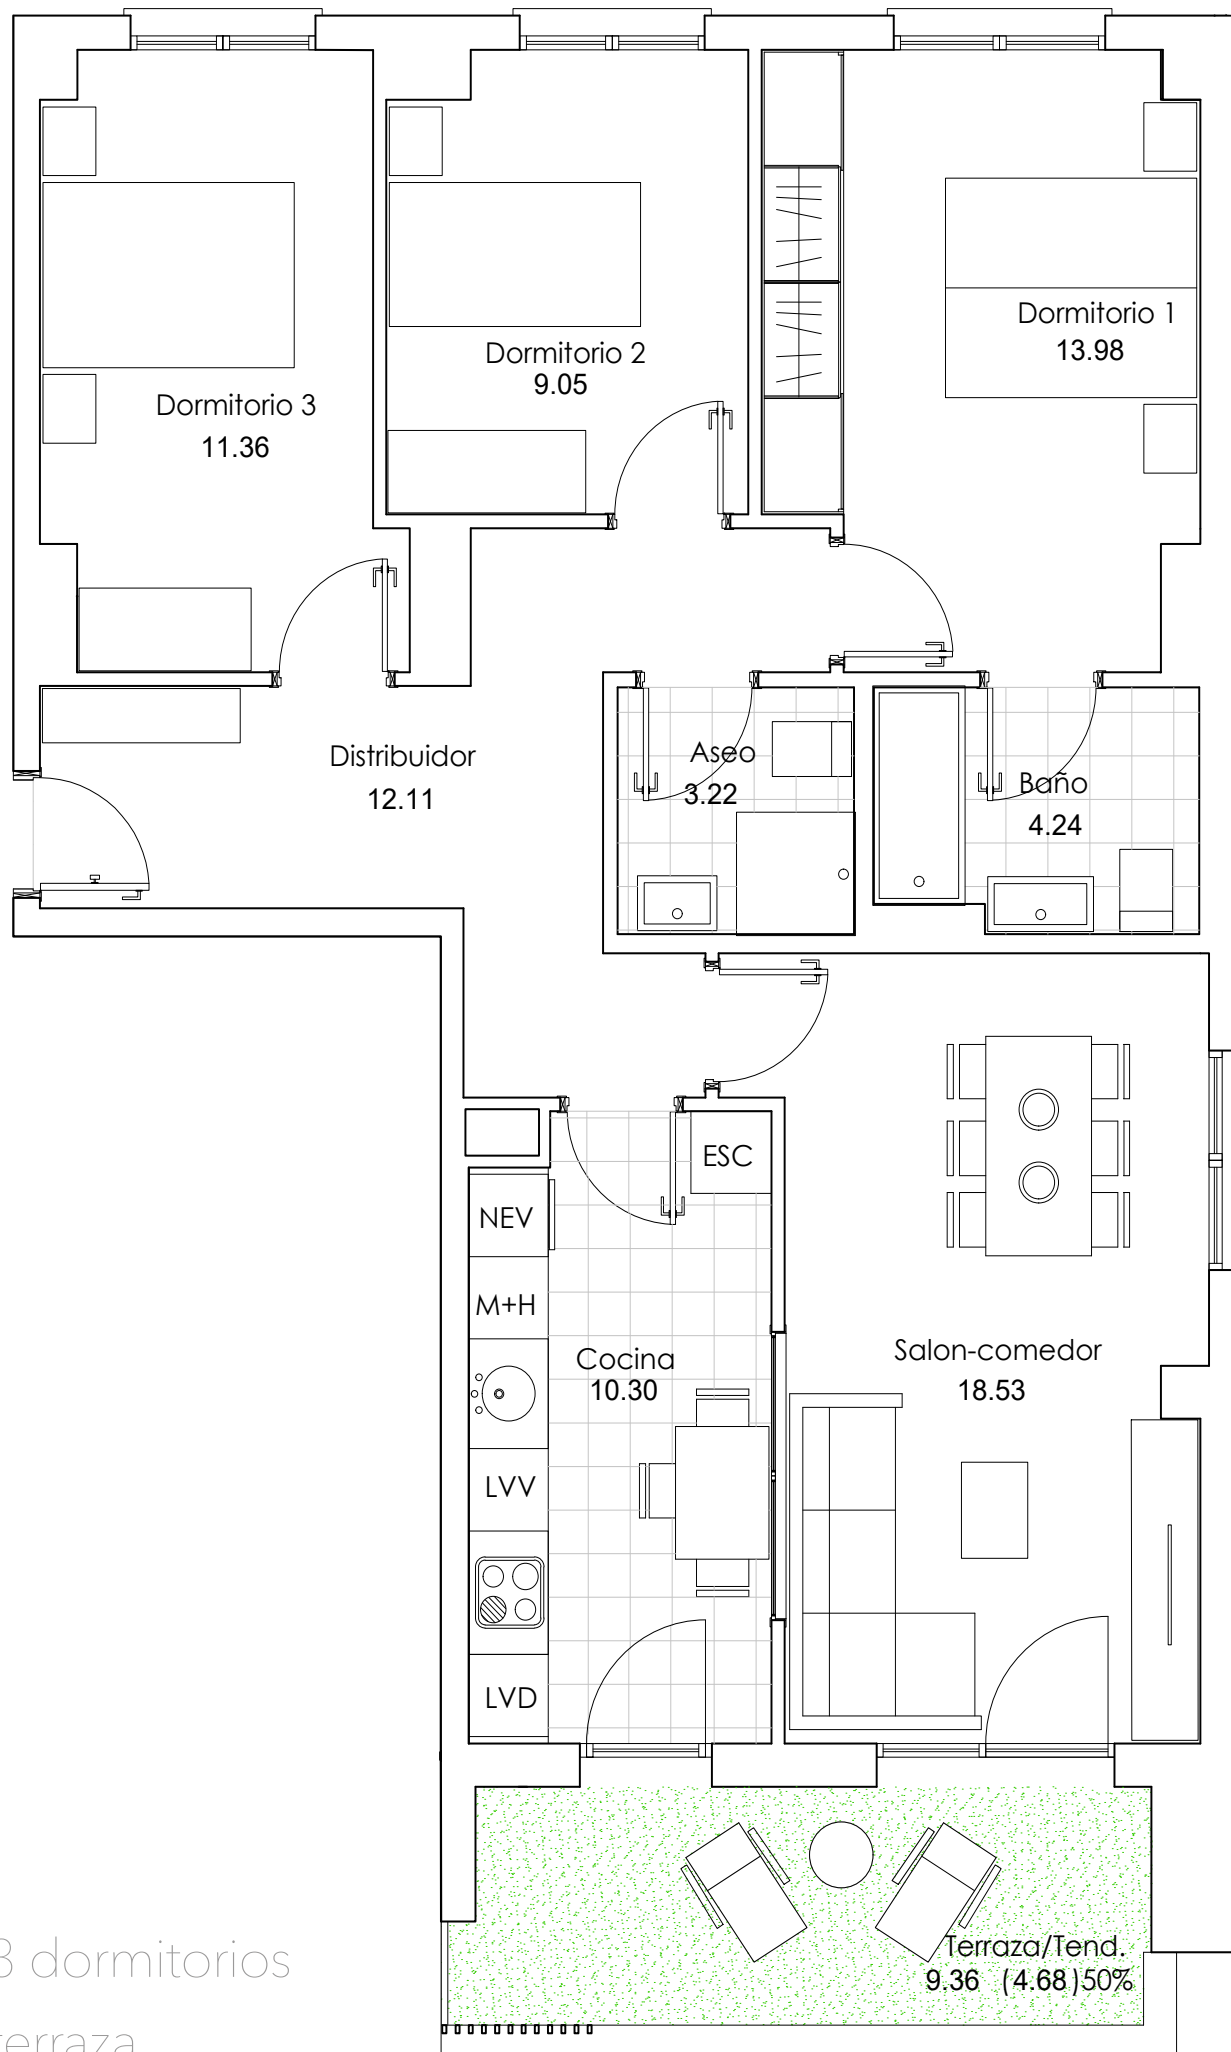 Dormitorio 1
13.98
Dormitorio 2
9.05
Dormitorio 3
11.36
Distribuidor
12.11
Aseo
3.22
Baño
4.24
ESC
NEV
M+H
Cocina
10.30
Salon-comedor
18.53
LVV
LVD
Terraza/Tend.
9.36 (4.68)50%
3 dormitorios
terraza